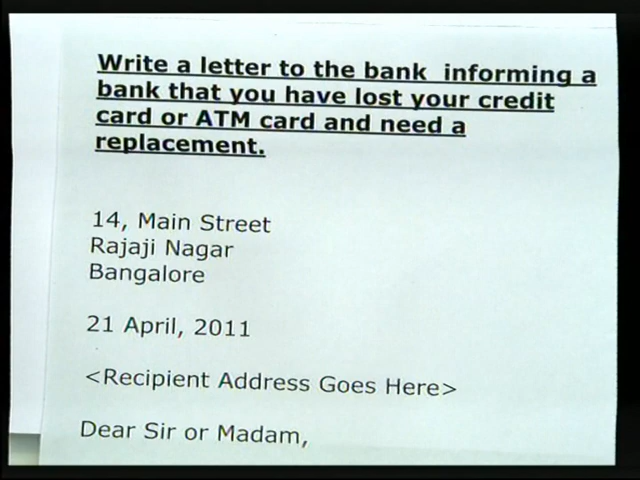 Write a letter to the bank  informing a
bank that you have lost your credit
card or ATM card and need a
replacement.
14, Main Street
Rajaji Nagar
Bangalore
21 April, 2011
<Recipient Address Goes Here>
Dear Sir or Madam,